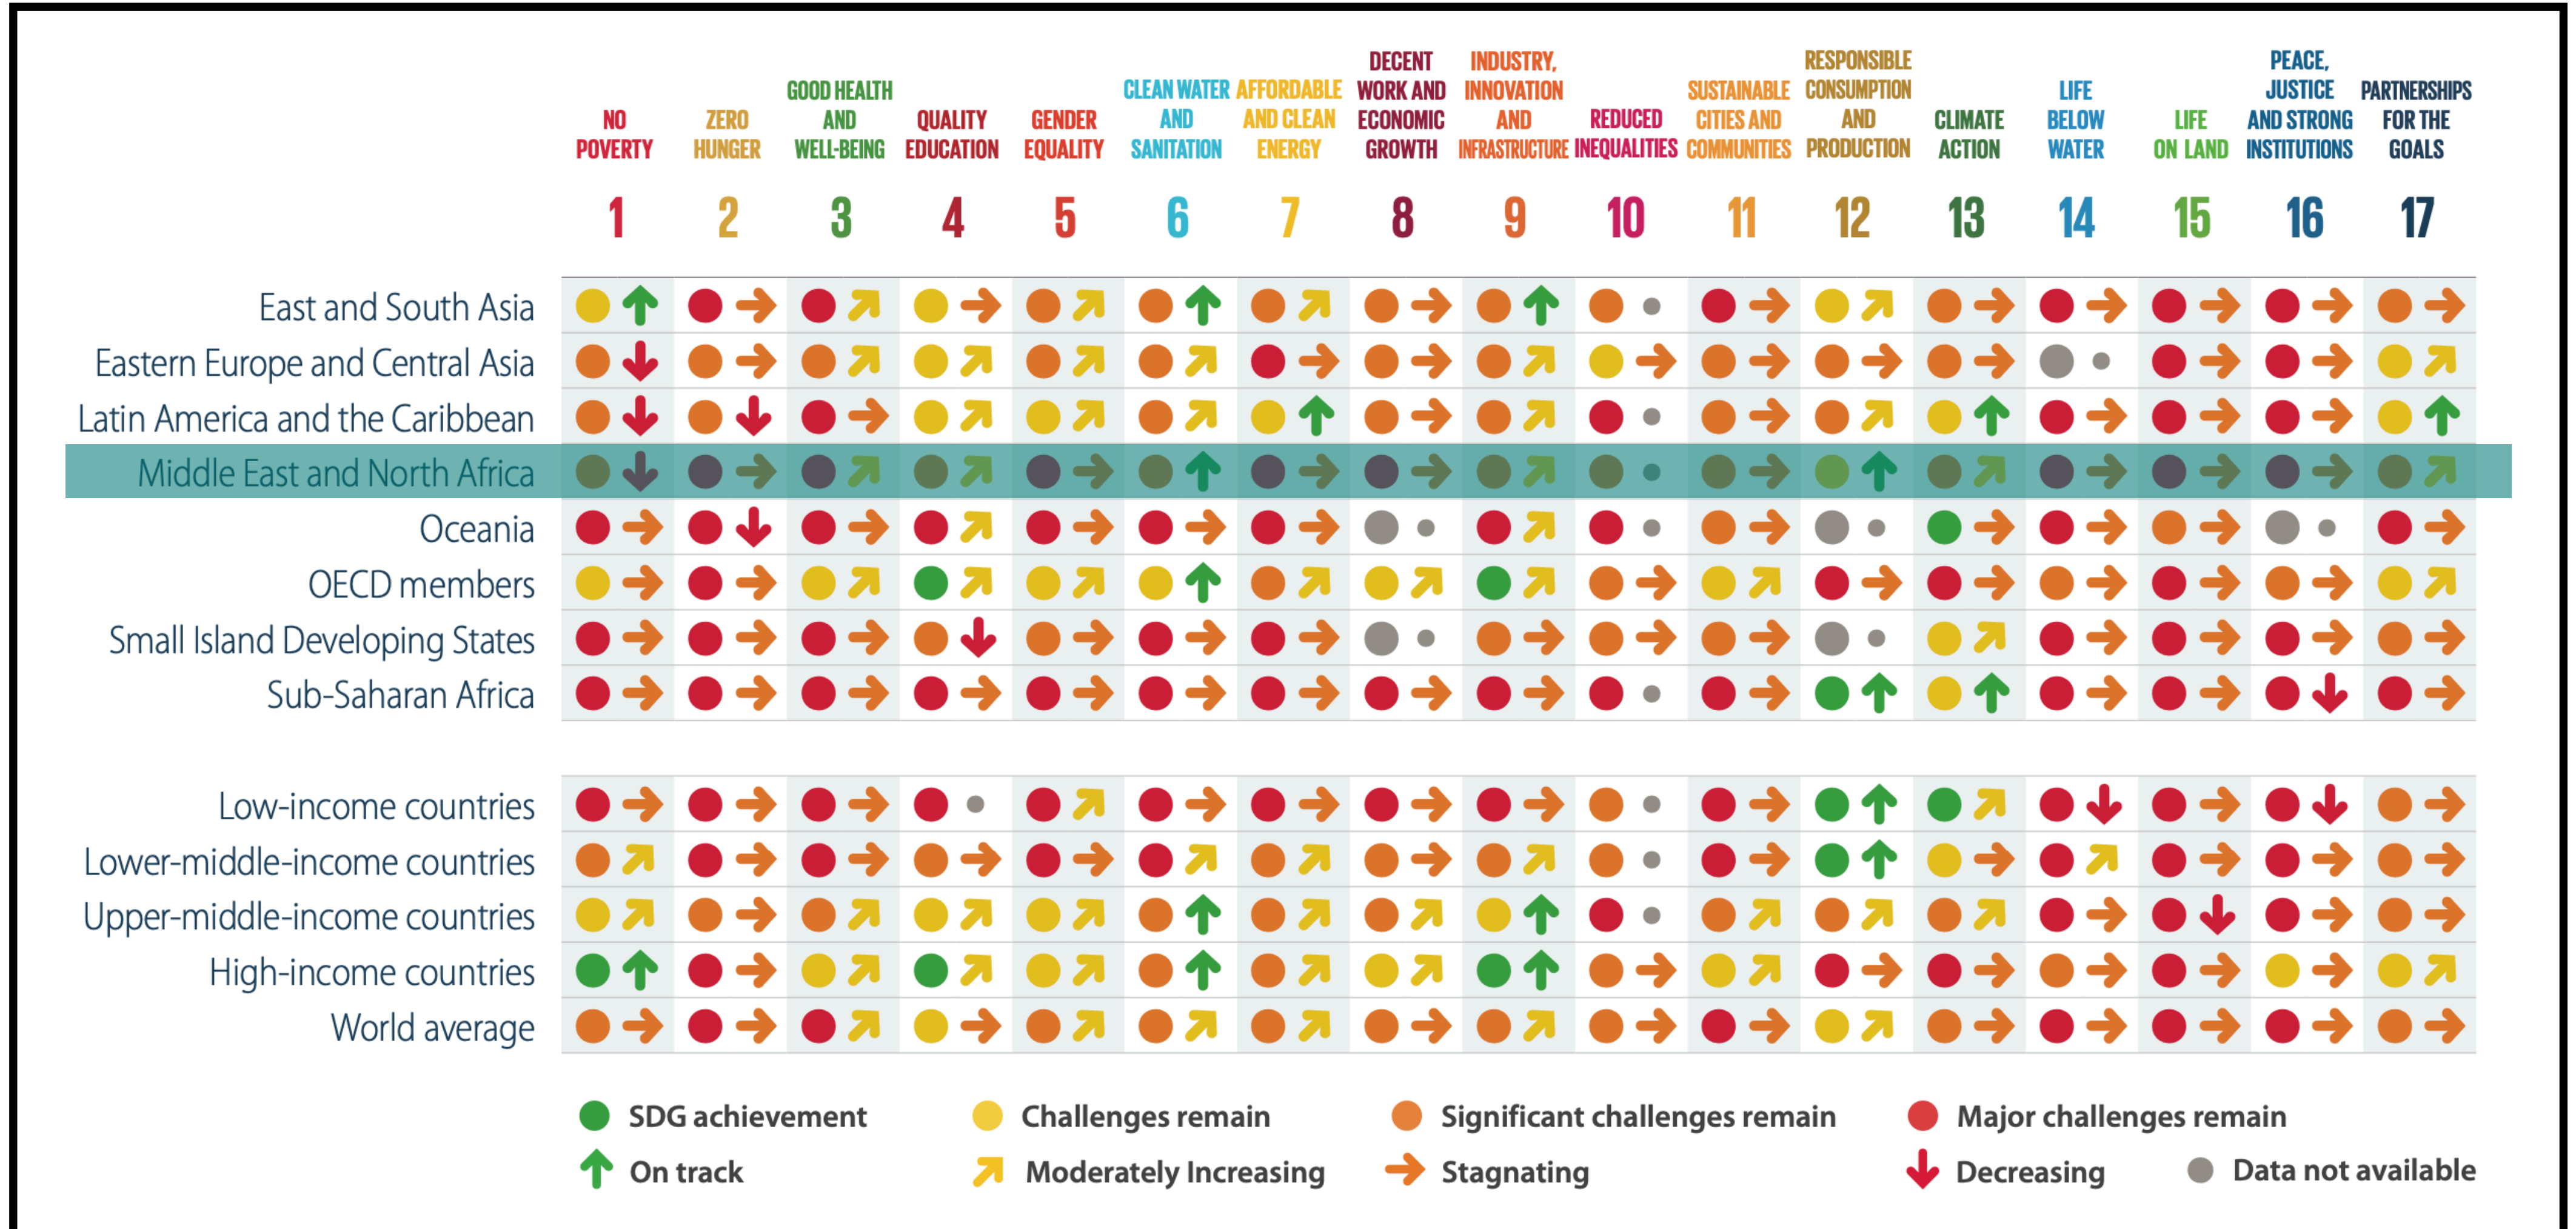 NO
POVERTY
ZERO
HUNGER
GOOD HEALTH
AND
WELL-BEING
QUALITY
EDUCATION
GENDER
EQUALITY
CLEAN WATER
AND
SANITATION
AFFORDABLE
AND CLEAN
ENERGY
DECENT
WORK AND
ECONOMIC
GROWTH
INDUSTRY,
INNOVATION
AND
INFRASTRUCTURE
REDUCED
INEQUALITIES
SUSTAINABLE
CITIES AND
COMMUNITIES
RESPONSIBLE
CONSUMPTION
AND
PRODUCTION
CLIMATE
ACTION
LIFE
BELOW
WATER
LIFE
ON LAND
PEACE,
JUSTICE
AND STRONG
INSTITUTIONS
PARTNERSHIPS
FOR THE
GOALS
1 2 3 4 5 6 7 8 9 10 11 12 13 14 15 16 17
East and South Asia
Eastern Europe and Central Asia
Latin America and the Caribbean
Middle East and North Africa
Oceania
OECD members
Small Island Developing States
Sub-Saharan Africa
Low-income countries
Lower-middle-income countries
Upper-middle-income countries
High-income countries
World average
SDG achievement Challenges remain Significant challenges remain Major challenges remain
On track Moderately Increasing Stagnating Decreasing Data not available